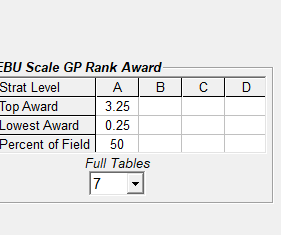 EBU Scale GP Rank Award
Strat Level A B C D
Top Award 3.25
Lowest Award 0.25
Percent of Field 50
Full Tables
7